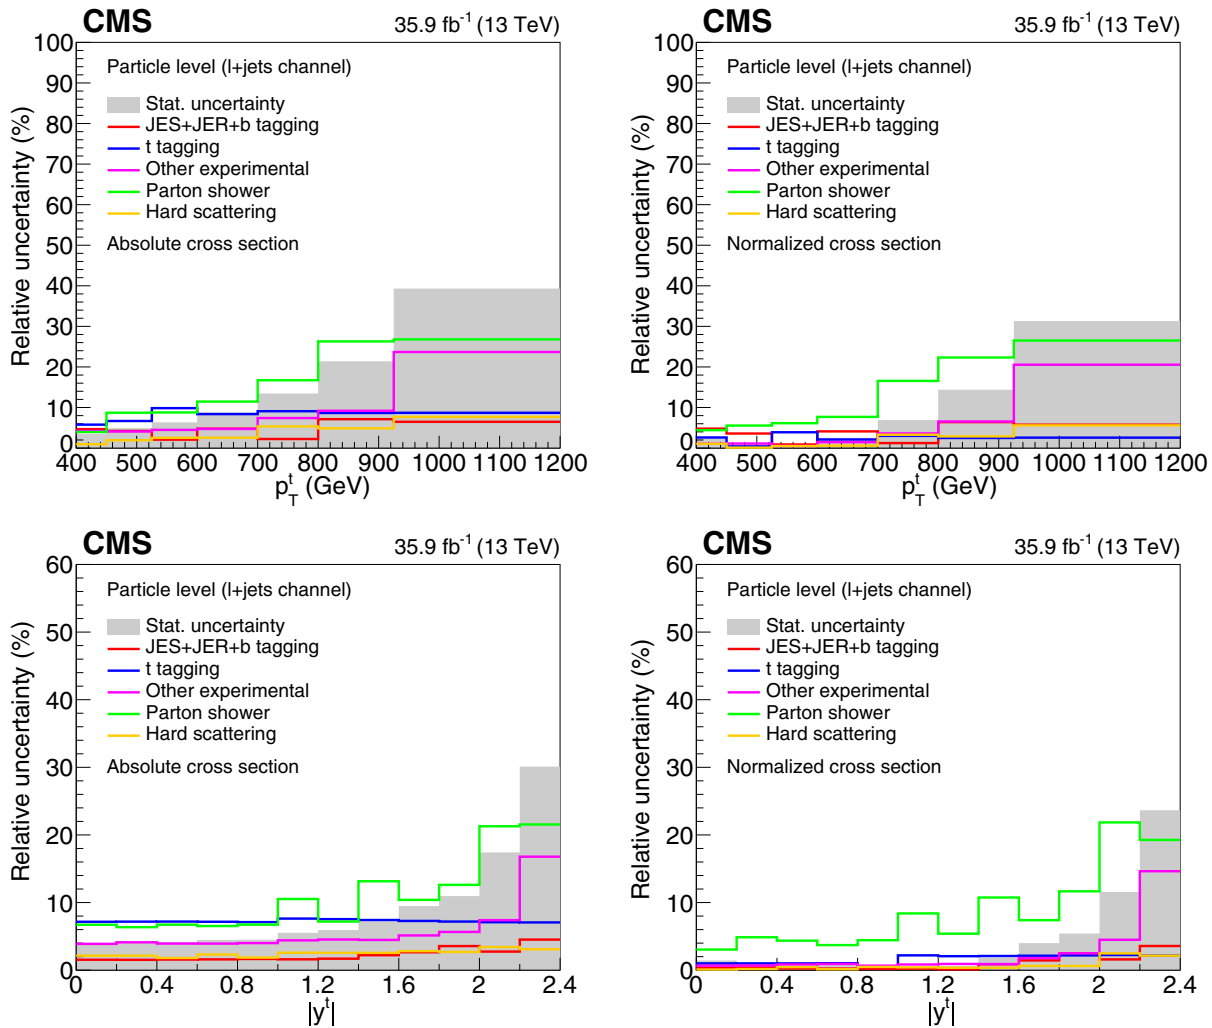 CMS 35.9 fb⁻¹ (13 TeV)
Relative uncertainty (%)
100
90
80
70
60
50
40
30
20
10
0
Particle level (l+jets channel)
Stat. uncertainty
JES+JER+b tagging
t tagging
Other experimental
Parton shower
Hard scattering
Absolute cross section
400 500 600 700 800 900 1000 1100 1200
p_T^t (GeV)
CMS 35.9 fb⁻¹ (13 TeV)
Relative uncertainty (%)
100
90
80
70
60
50
40
30
20
10
0
Particle level (l+jets channel)
Stat. uncertainty
JES+JER+b tagging
t tagging
Other experimental
Parton shower
Hard scattering
Normalized cross section
400 500 600 700 800 900 1000 1100 1200
p_T^t (GeV)
CMS 35.9 fb⁻¹ (13 TeV)
Relative uncertainty (%)
60
50
40
30
20
10
0
Particle level (l+jets channel)
Stat. uncertainty
JES+JER+b tagging
t tagging
Other experimental
Parton shower
Hard scattering
Absolute cross section
0 0.4 0.8 1.2 1.6 2 2.4
|y^t|
CMS 35.9 fb⁻¹ (13 TeV)
Relative uncertainty (%)
60
50
40
30
20
10
0
Particle level (l+jets channel)
Stat. uncertainty
JES+JER+b tagging
t tagging
Other experimental
Parton shower
Hard scattering
Normalized cross section
0 0.4 0.8 1.2 1.6 2 2.4
|y^t|